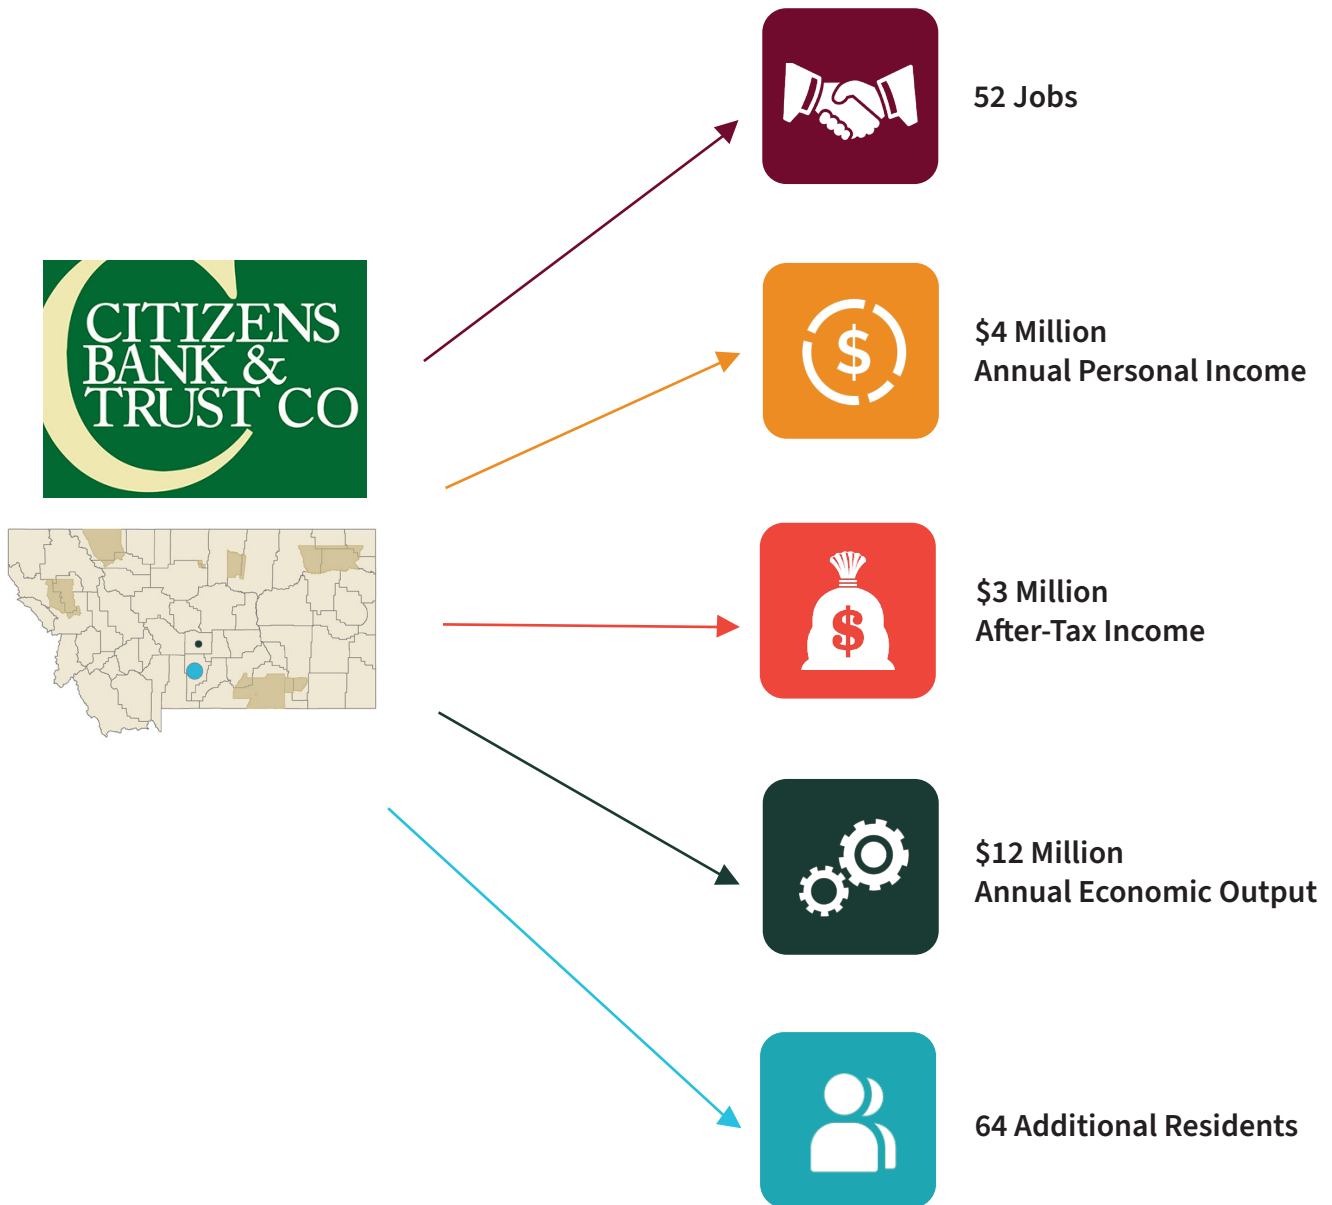 CITIZENS
BANK &
TRUST CO
52 Jobs
$4 Million
Annual Personal Income
$3 Million
After-Tax Income
$12 Million
Annual Economic Output
64 Additional Residents